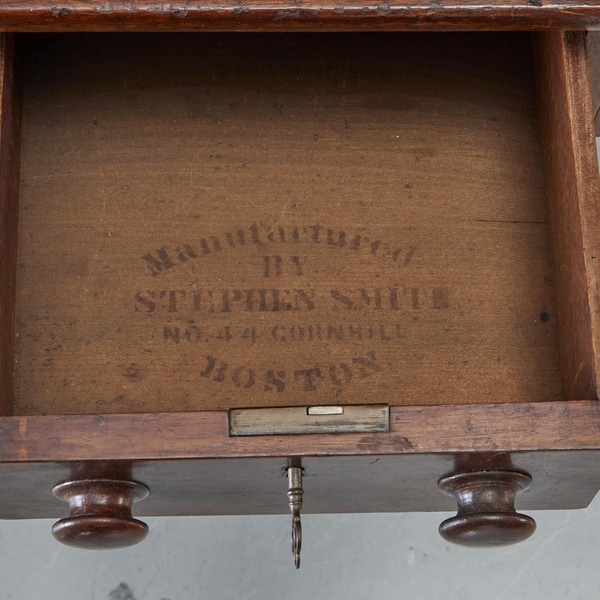 Manufactured
BY
STEPHEN SMITH
NO. 44 CORNHILL
BOSTON